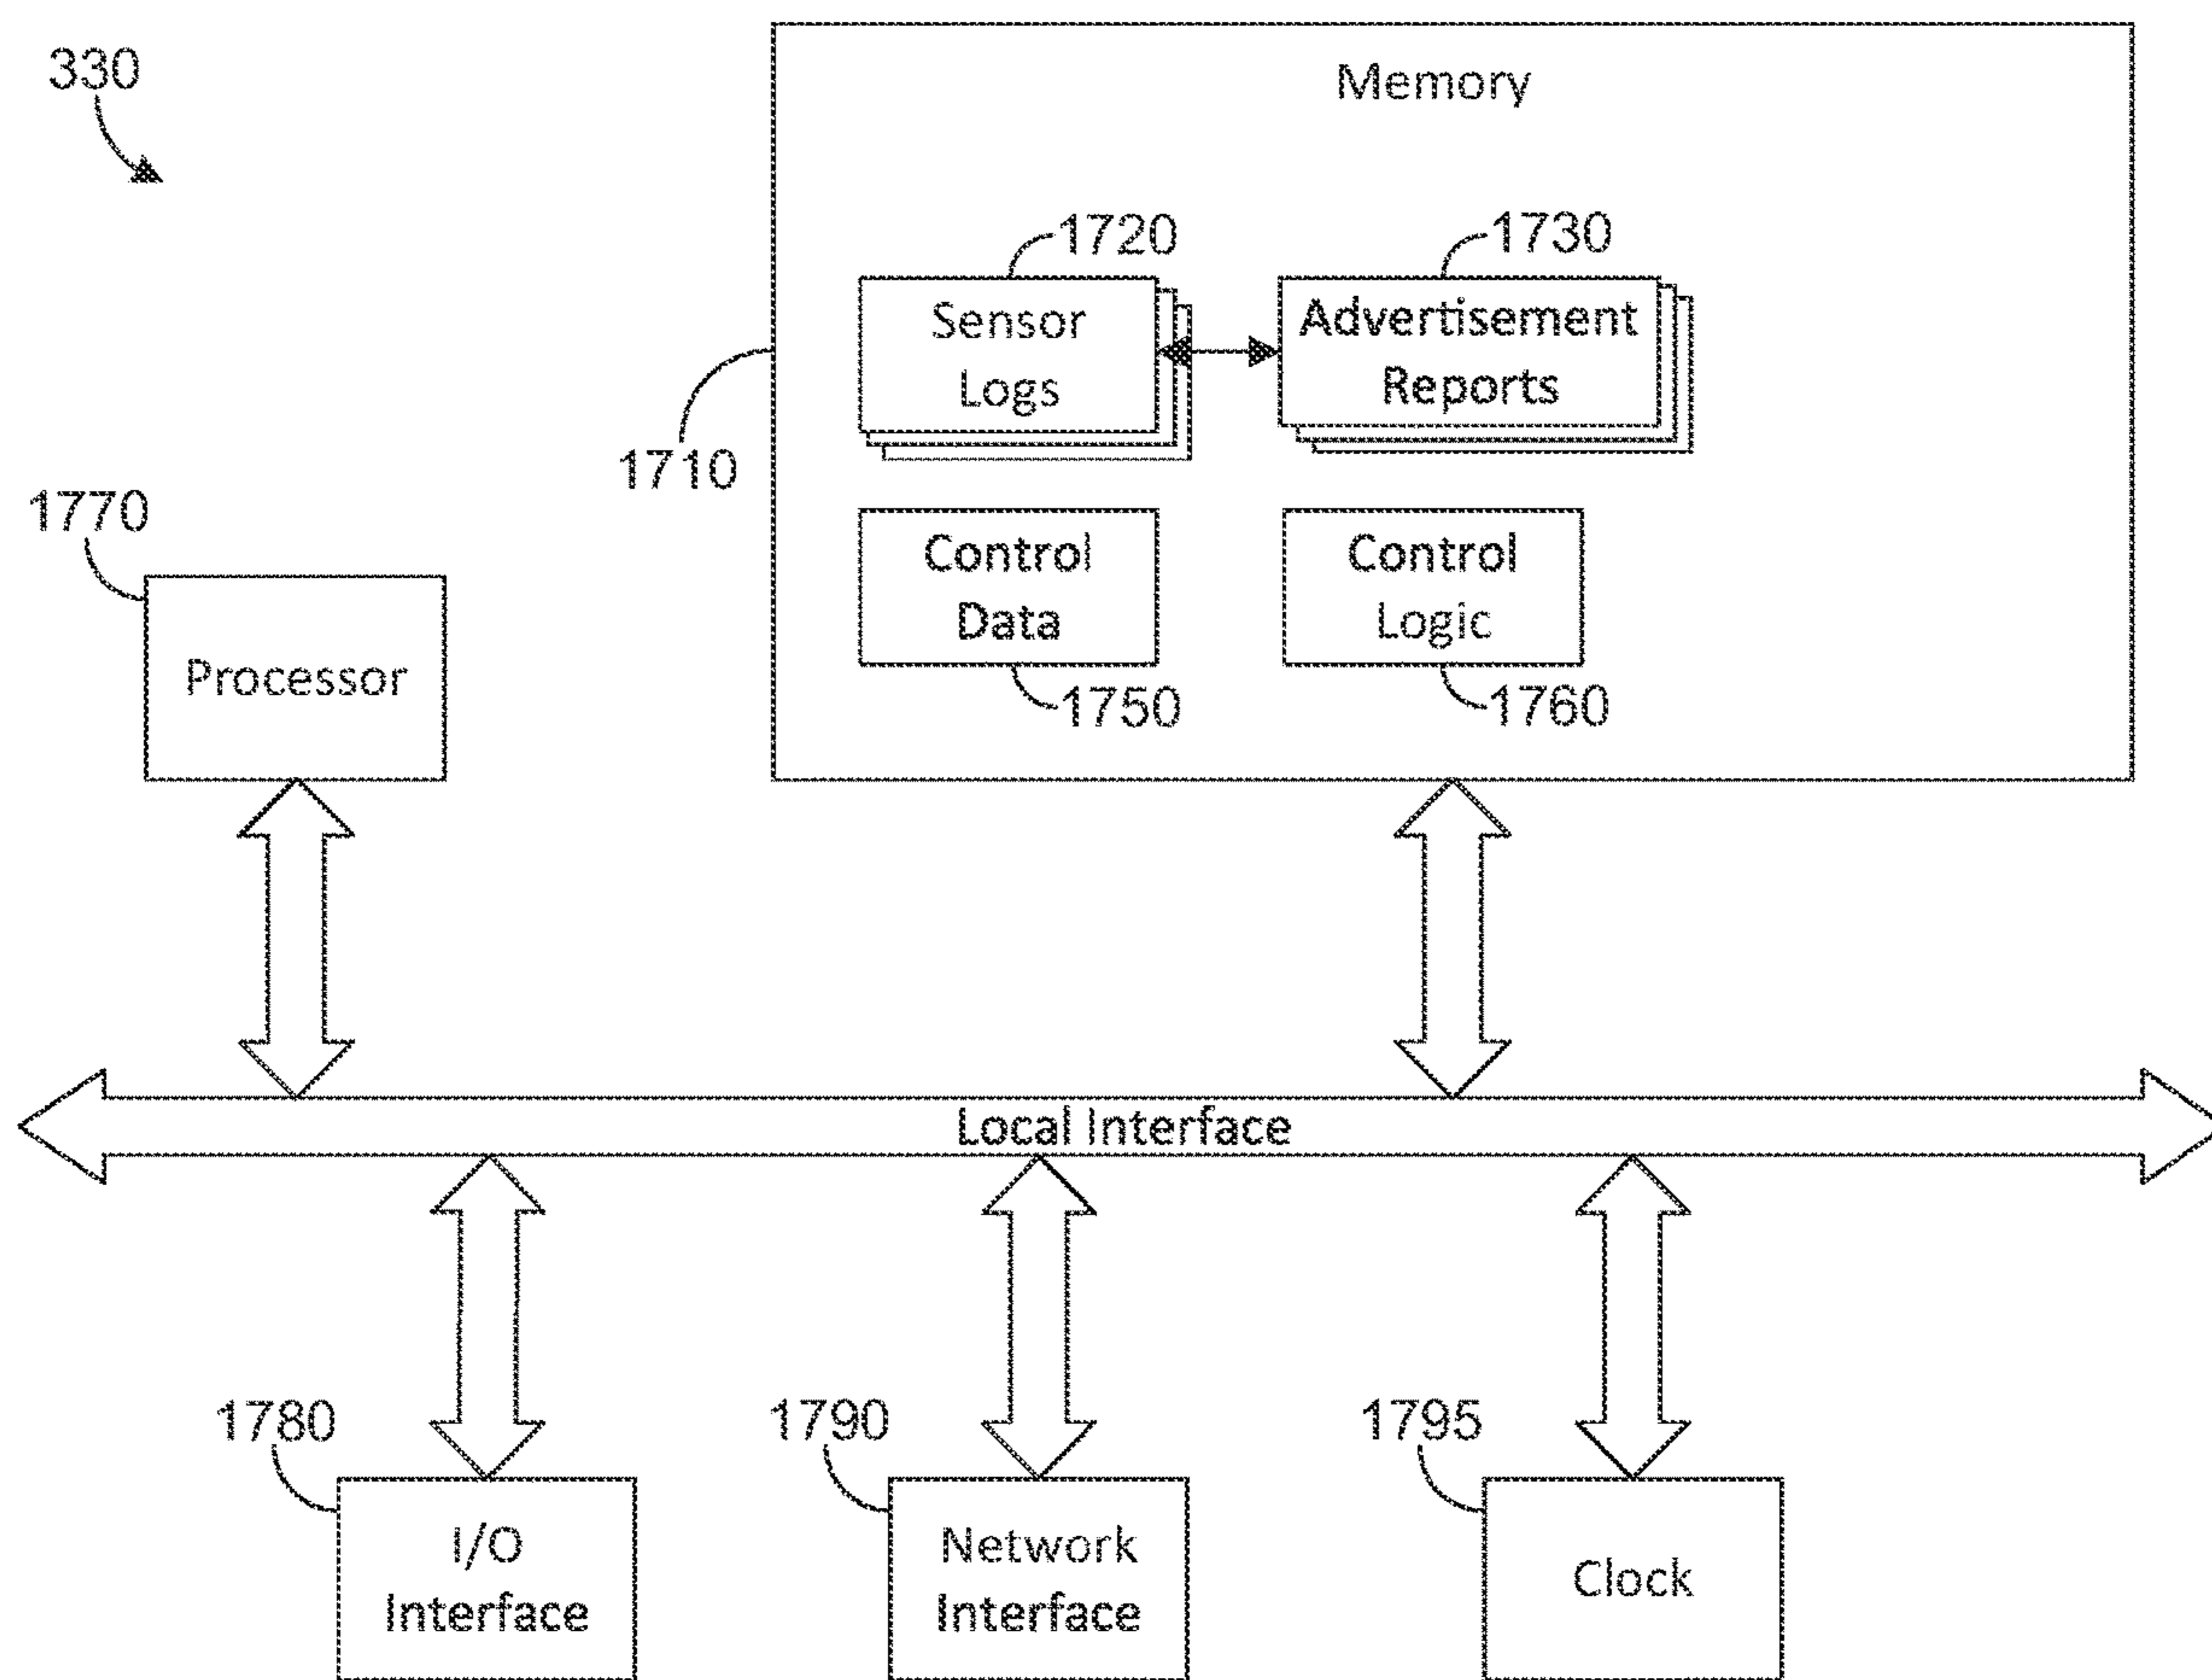 330
Memory
1720
1730
Sensor
Logs
Advertisement
Reports
1710
1770
Control
Data
Control
Logic
Processor
1750
1760
Local Interface
1780
1790
1795
I/O
Interface
Network
Interface
Clock